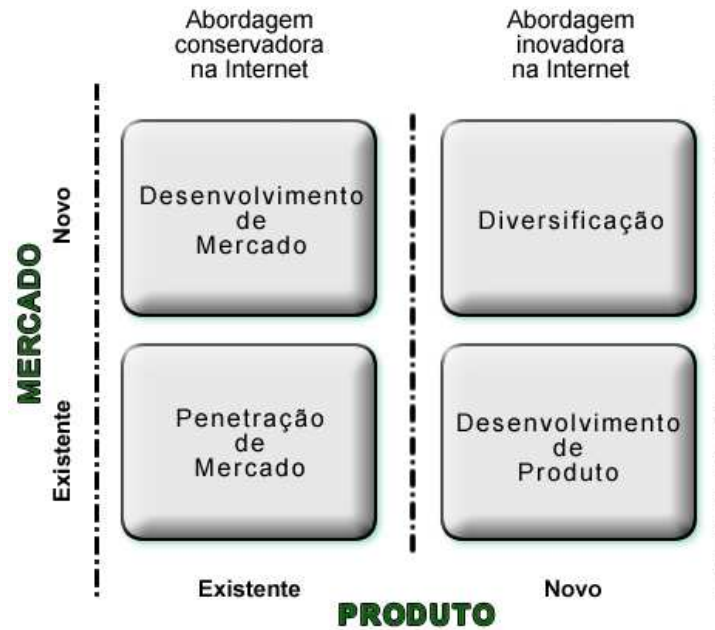 Abordagem
conservadora
na Internet
Abordagem
inovadora
na Internet
MERCADO
Novo
Existente
Desenvolvimento
de
Mercado
Diversificação
Penetração
de
Mercado
Desenvolvimento
de
Produto
Existente
Novo
PRODUTO